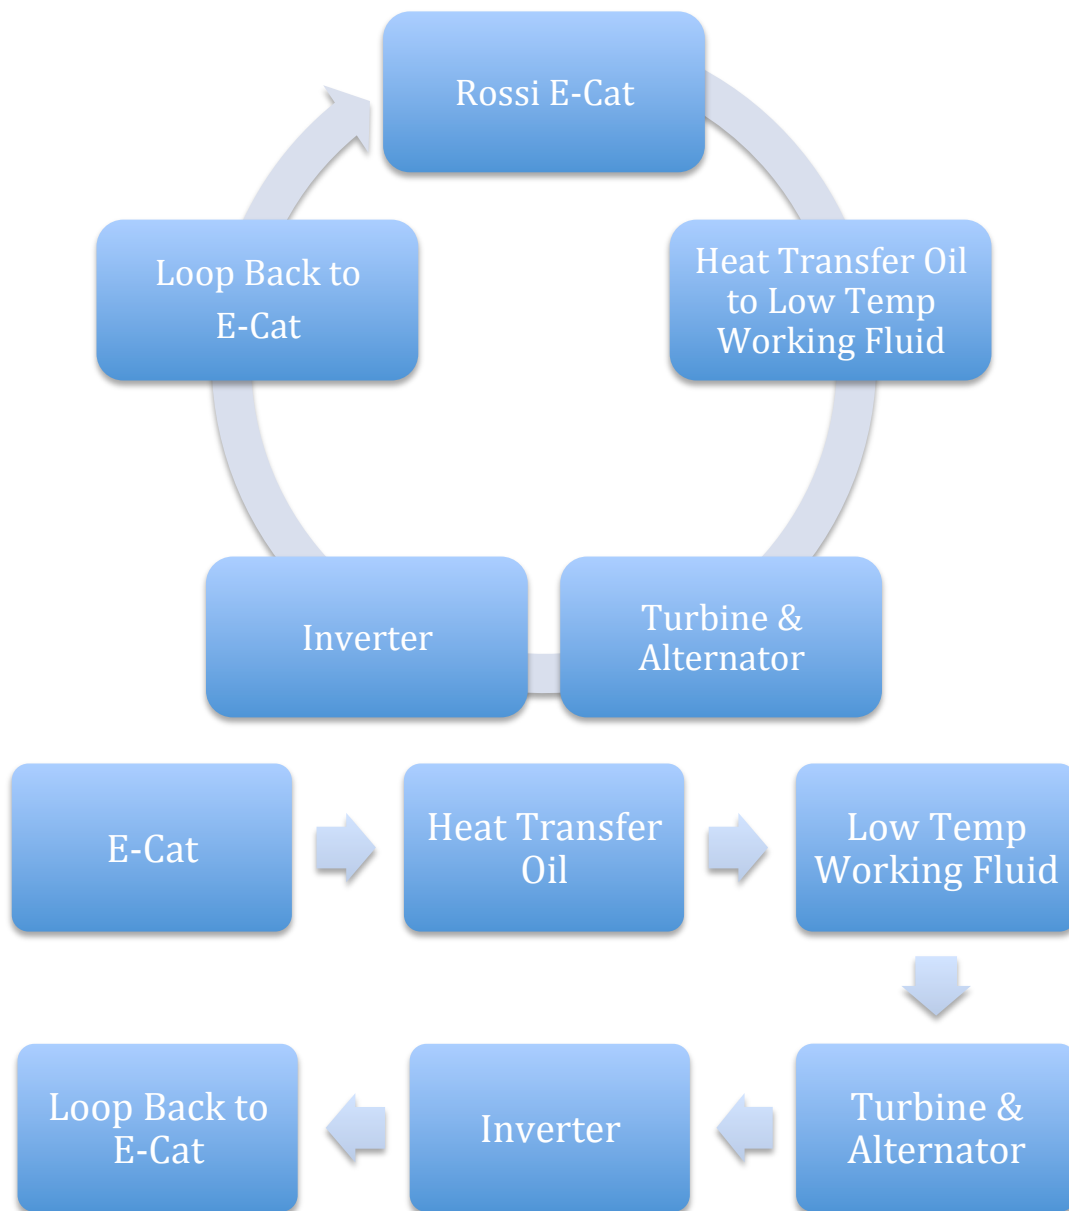 Rossi E-Cat
Heat Transfer Oil
to Low Temp
Working Fluid
Turbine &
Alternator
Inverter
Loop Back to
E-Cat
E-Cat
Heat Transfer
Oil
Low Temp
Working Fluid
Turbine &
Alternator
Inverter
Loop Back to
E-Cat